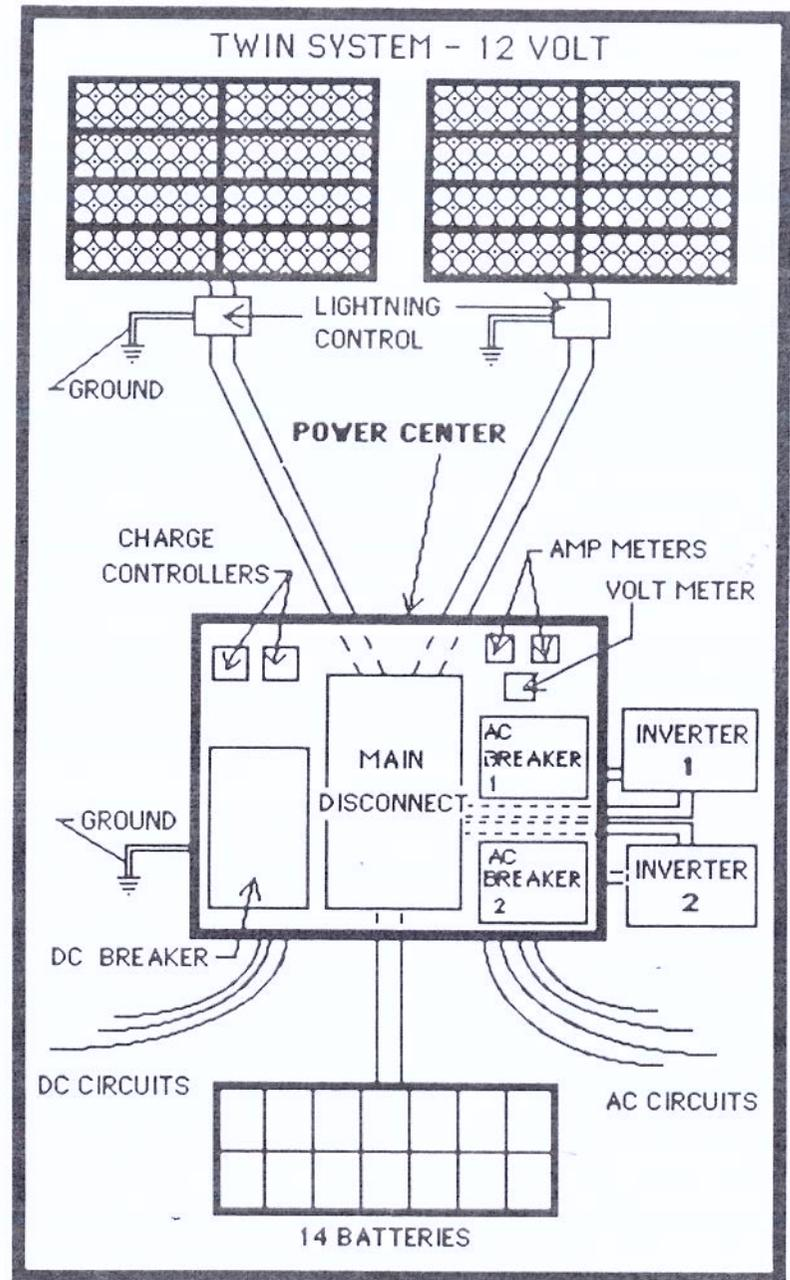 TWIN SYSTEM - 12 VOLT
LIGHTNING
CONTROL
GROUND
POWER CENTER
CHARGE
CONTROLLERS
AMP METERS
VOLT METER
MAIN
DISCONNECT
AC
BREAKER
1
INVERTER
1
GROUND
AC
BREAKER
2
INVERTER
2
DC BREAKER
DC CIRCUITS
AC CIRCUITS
14 BATTERIES